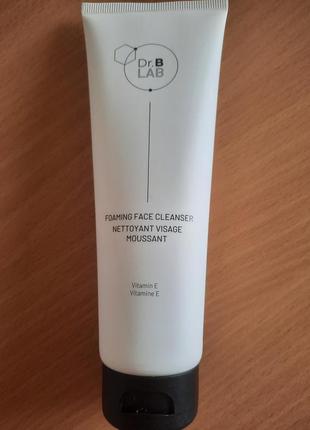 Dr.B
LAB
FOAMING FACE CLEANSER
NETTOYANT VISAGE
MOUSSANT
Vitamin E
Vitamine E